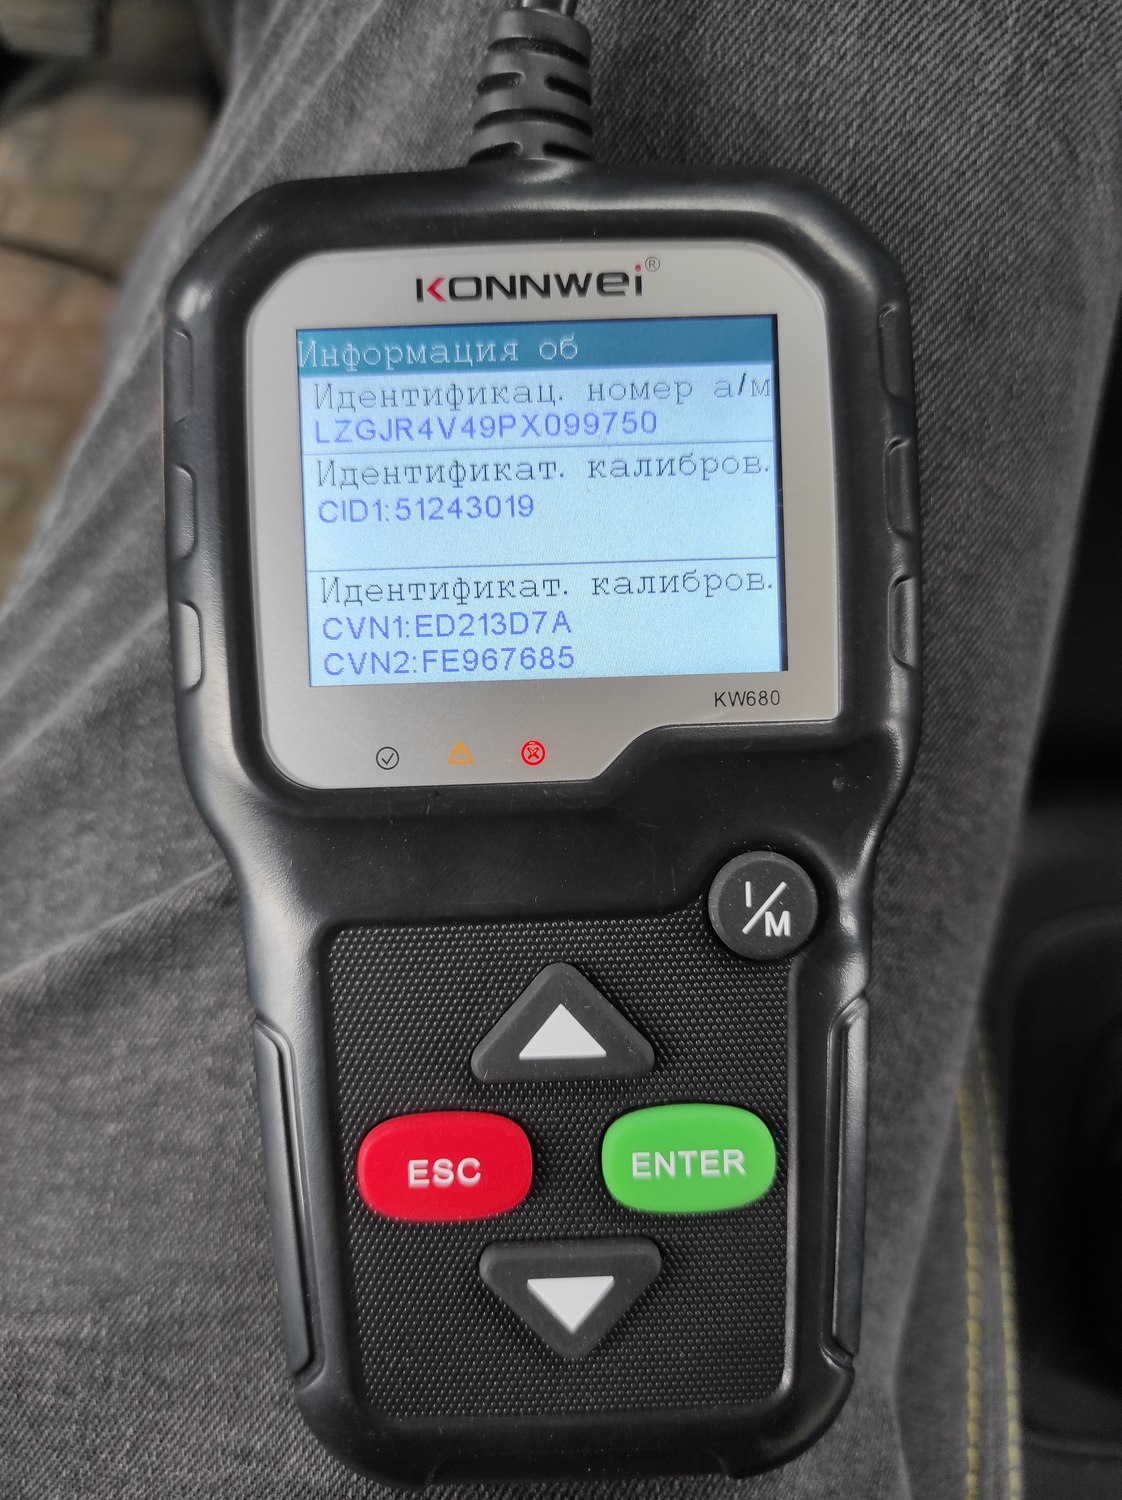 KONNWEI®
Информация об
Идентификац. номер а/м
LZGJR4V49PX099750
Идентификат. калибров.
CID1:51243019
Идентификат. калибров.
CVN1:ED213D7A
CVN2:FE967685
KW680
I/M
ESC
ENTER